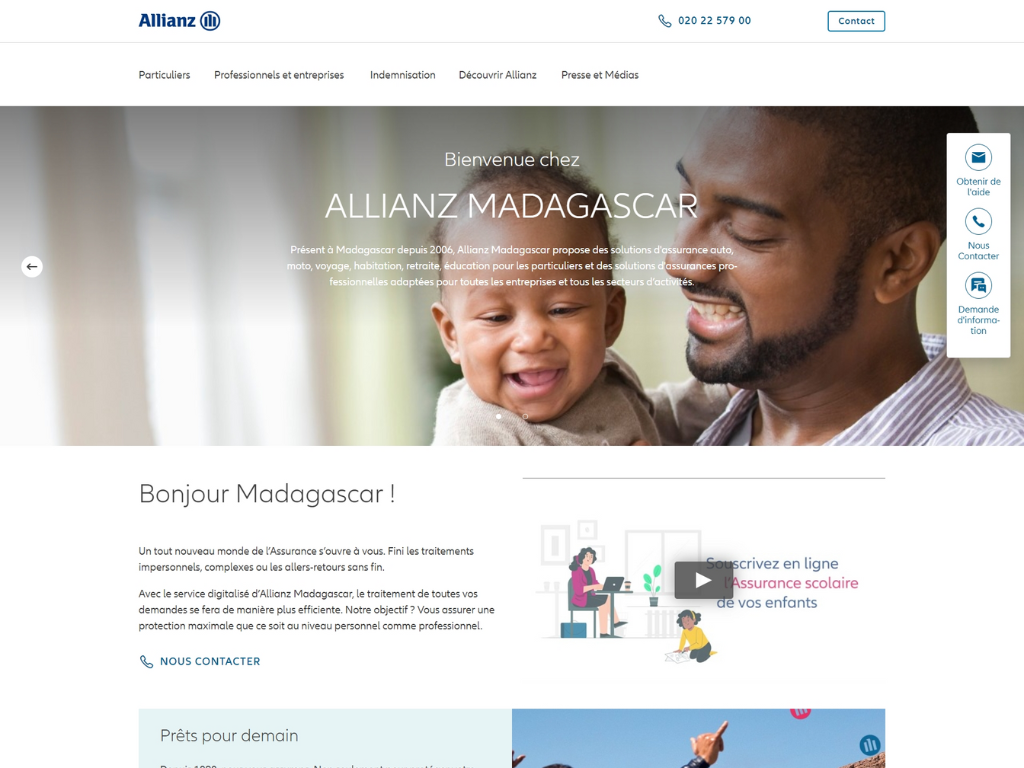 Allianz
020 22 579 00
Contact
Particuliers
Professionnels et entreprises
Indemnisation
Découvrir Allianz
Presse et Médias
Bienvenue chez
ALLIANZ MADAGASCAR
Présent à Madagascar depuis 2006, Allianz Madagascar propose des solutions d'assurance auto,
moto, voyage, habitation, retraite, éducation pour les particuliers et des solutions d'assurances pro-
fessionnelles adaptées pour toutes les entreprises et tous les secteurs d'activités.
Obtenir de
l'aide
Nous
Contacter
Demande
d'informa-
tion
Bonjour Madagascar !
Un tout nouveau monde de l'Assurance s'ouvre à vous. Fini les traitements
impersonnels, complexes ou les allers-retours sans fin.
Avec le service digitalisé d'Allianz Madagascar, le traitement de toutes vos
demandes se fera de manière plus efficiente. Notre objectif ? Vous assurer une
protection maximale que ce soit au niveau personnel comme professionnel.
NOUS CONTACTER
Souscrivez en ligne
l'Assurance scolaire
de vos enfants
Prêts pour demain